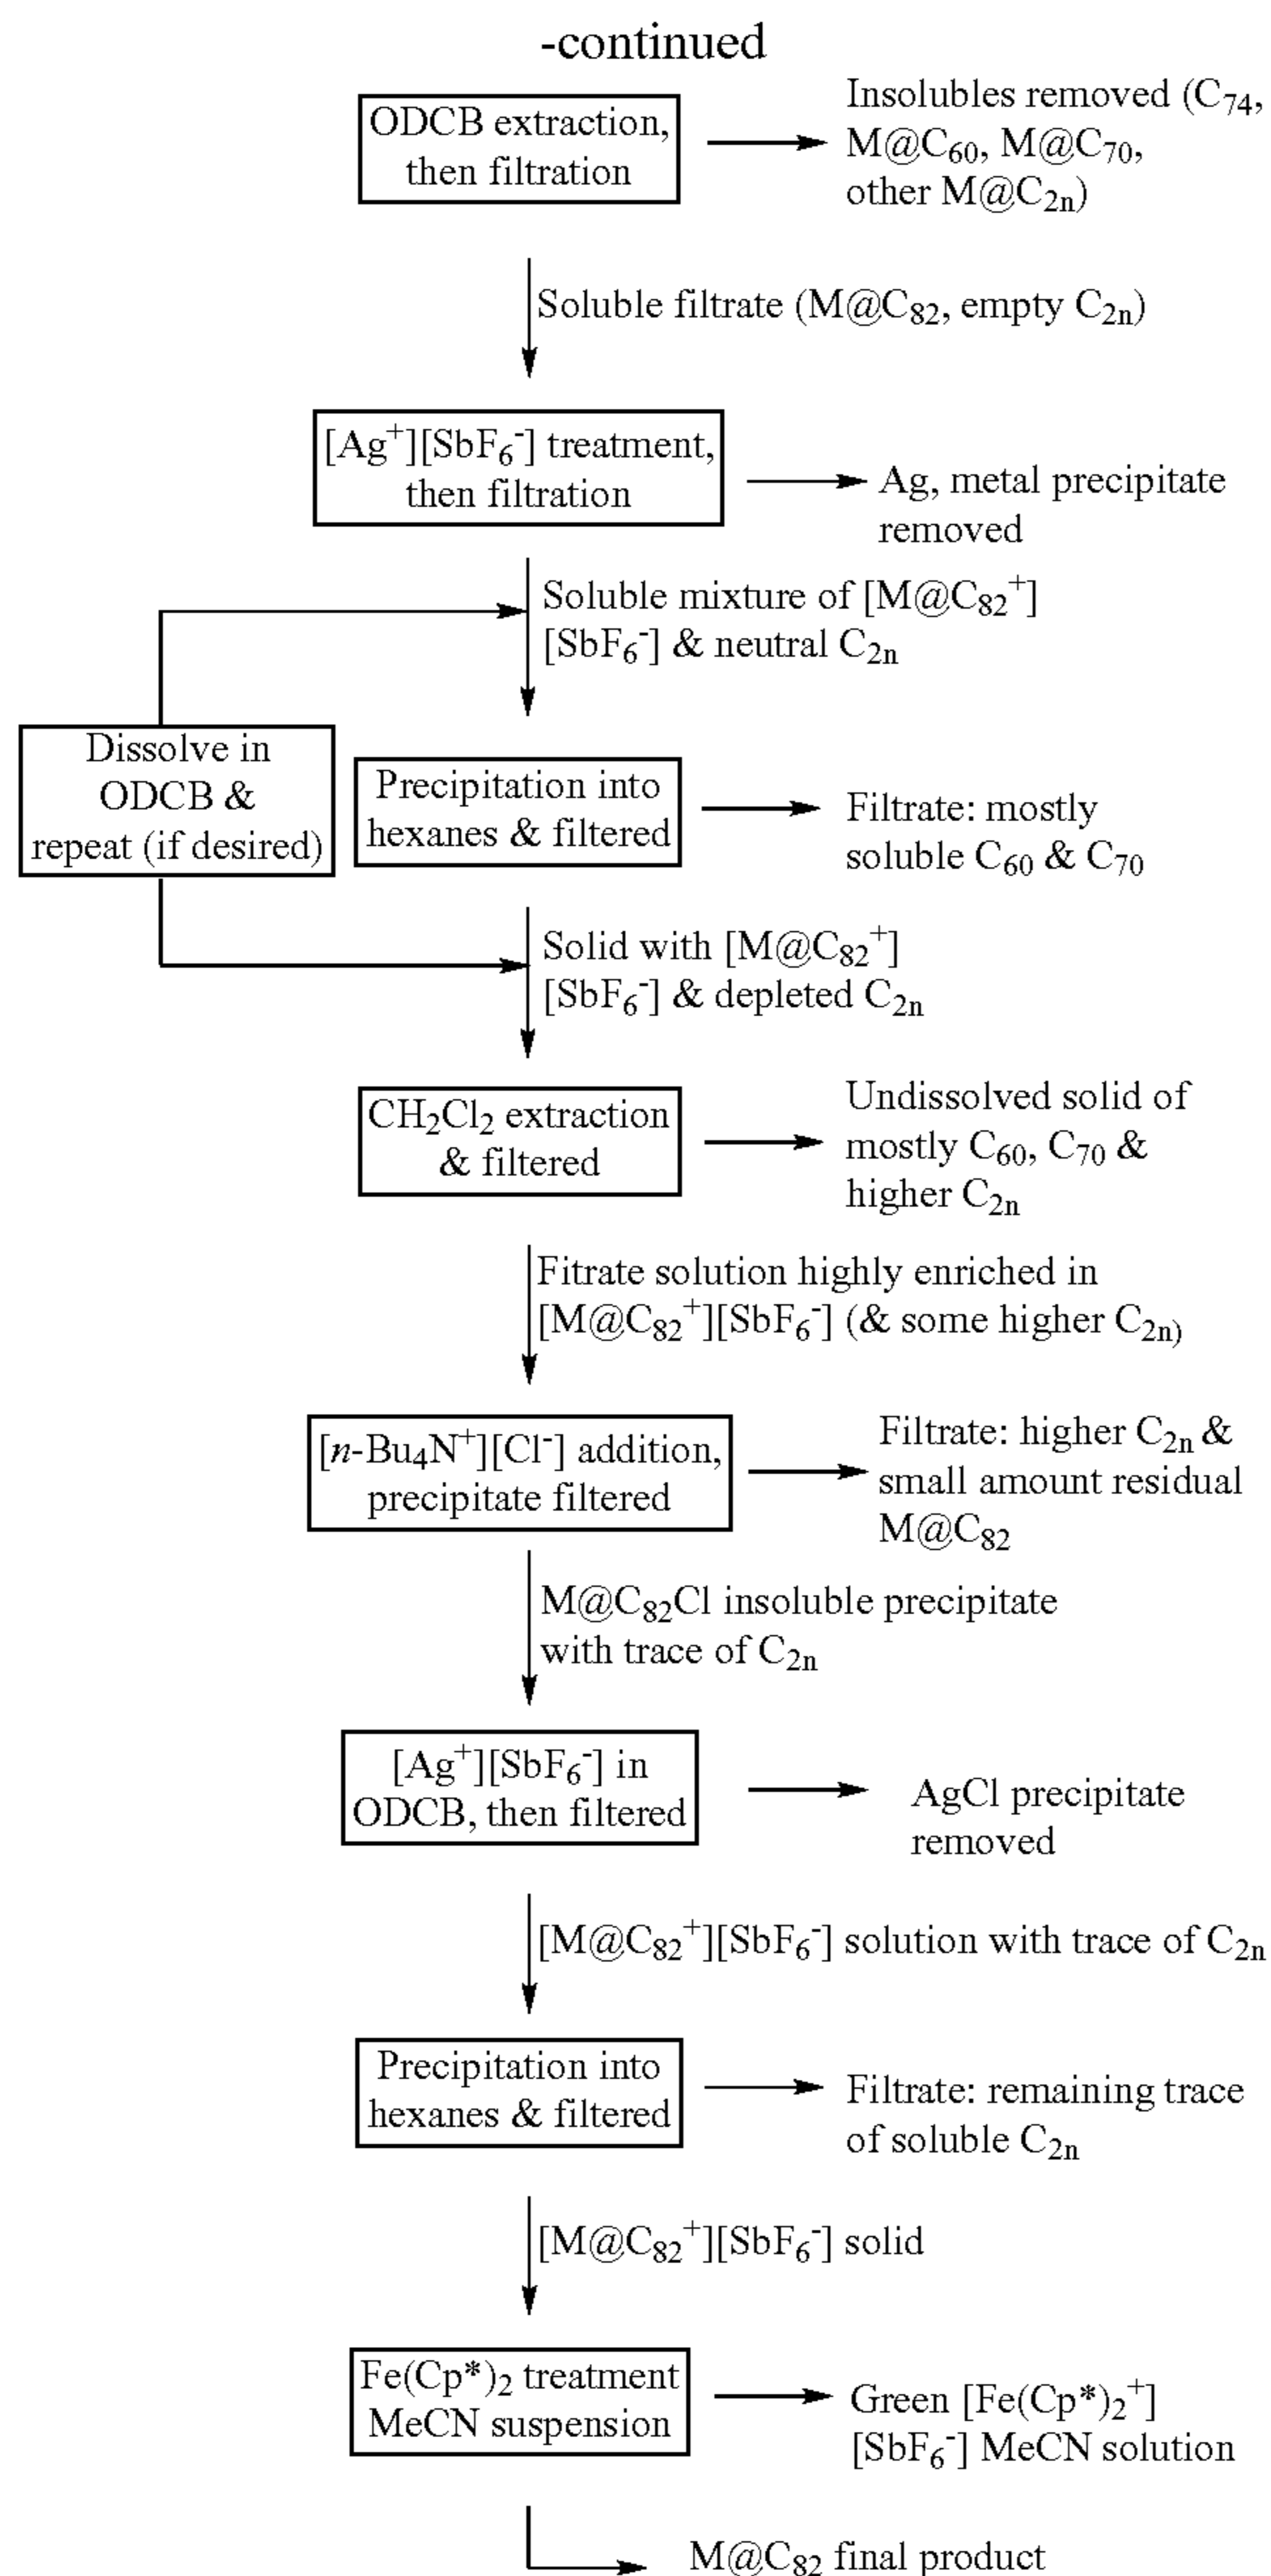 -continued
ODCB extraction,
then filtration
Insolubles removed (C74,
M@C60, M@C70,
other M@C2n)
Soluble filtrate (M@C82, empty C2n)
[Ag+][SbF6-] treatment,
then filtration
Ag, metal precipitate
removed
Soluble mixture of [M@C82+]
[SbF6-] & neutral C2n
Dissolve in
ODCB &
repeat (if desired)
Precipitation into
hexanes & filtered
Filtrate: mostly
soluble C60 & C70
Solid with [M@C82+]
[SbF6-] & depleted C2n
CH2Cl2 extraction
& filtered
Undissolved solid of
mostly C60, C70 &
higher C2n
Fitrate solution highly enriched in
[M@C82+][SbF6-] (& some higher C2n)
[n-Bu4N+][Cl-] addition,
precipitate filtered
Filtrate: higher C2n &
small amount residual
M@C82
M@C82Cl insoluble precipitate
with trace of C2n
[Ag+][SbF6-] in
ODCB, then filtered
AgCl precipitate
removed
[M@C82+][SbF6-] solution with trace of C2n
Precipitation into
hexanes & filtered
Filtrate: remaining trace
of soluble C2n
[M@C82+][SbF6-] solid
Fe(Cp*)2 treatment
MeCN suspension
Green [Fe(Cp*)2+]
[SbF6-] MeCN solution
M@C82 final product